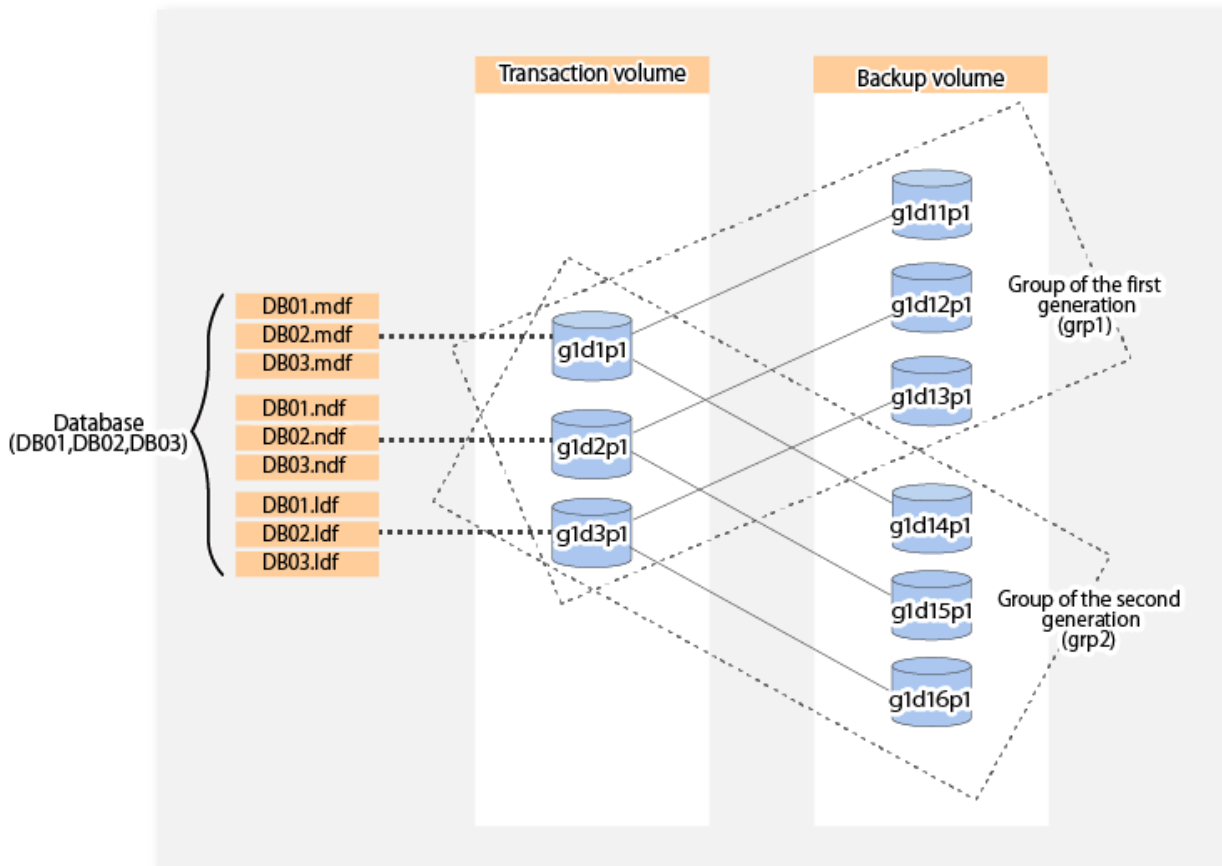 Transaction volume
Backup volume
Database
(DB01,DB02,DB03)
DB01.mdf
DB02.mdf
DB03.mdf
DB01.ndf
DB02.ndf
DB03.ndf
DB01.ldf
DB02.ldf
DB03.ldf
g1d1p1
g1d2p1
g1d3p1
g1d11p1
g1d12p1
g1d13p1
g1d14p1
g1d15p1
g1d16p1
Group of the first
generation
(grp1)
Group of the second
generation
(grp2)